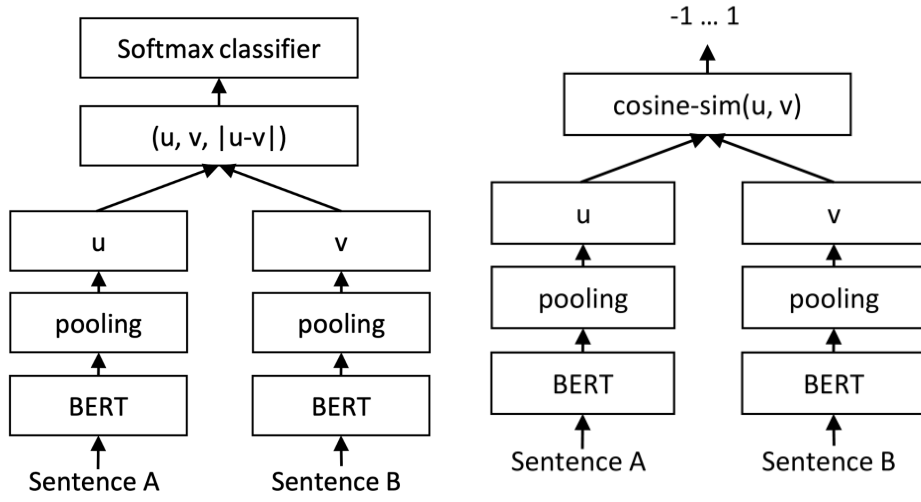 Softmax classifier
(u, v, |u-v|)
u
v
pooling
pooling
BERT
BERT
Sentence A
Sentence B
-1 … 1
cosine-sim(u, v)
u
v
pooling
pooling
BERT
BERT
Sentence A
Sentence B